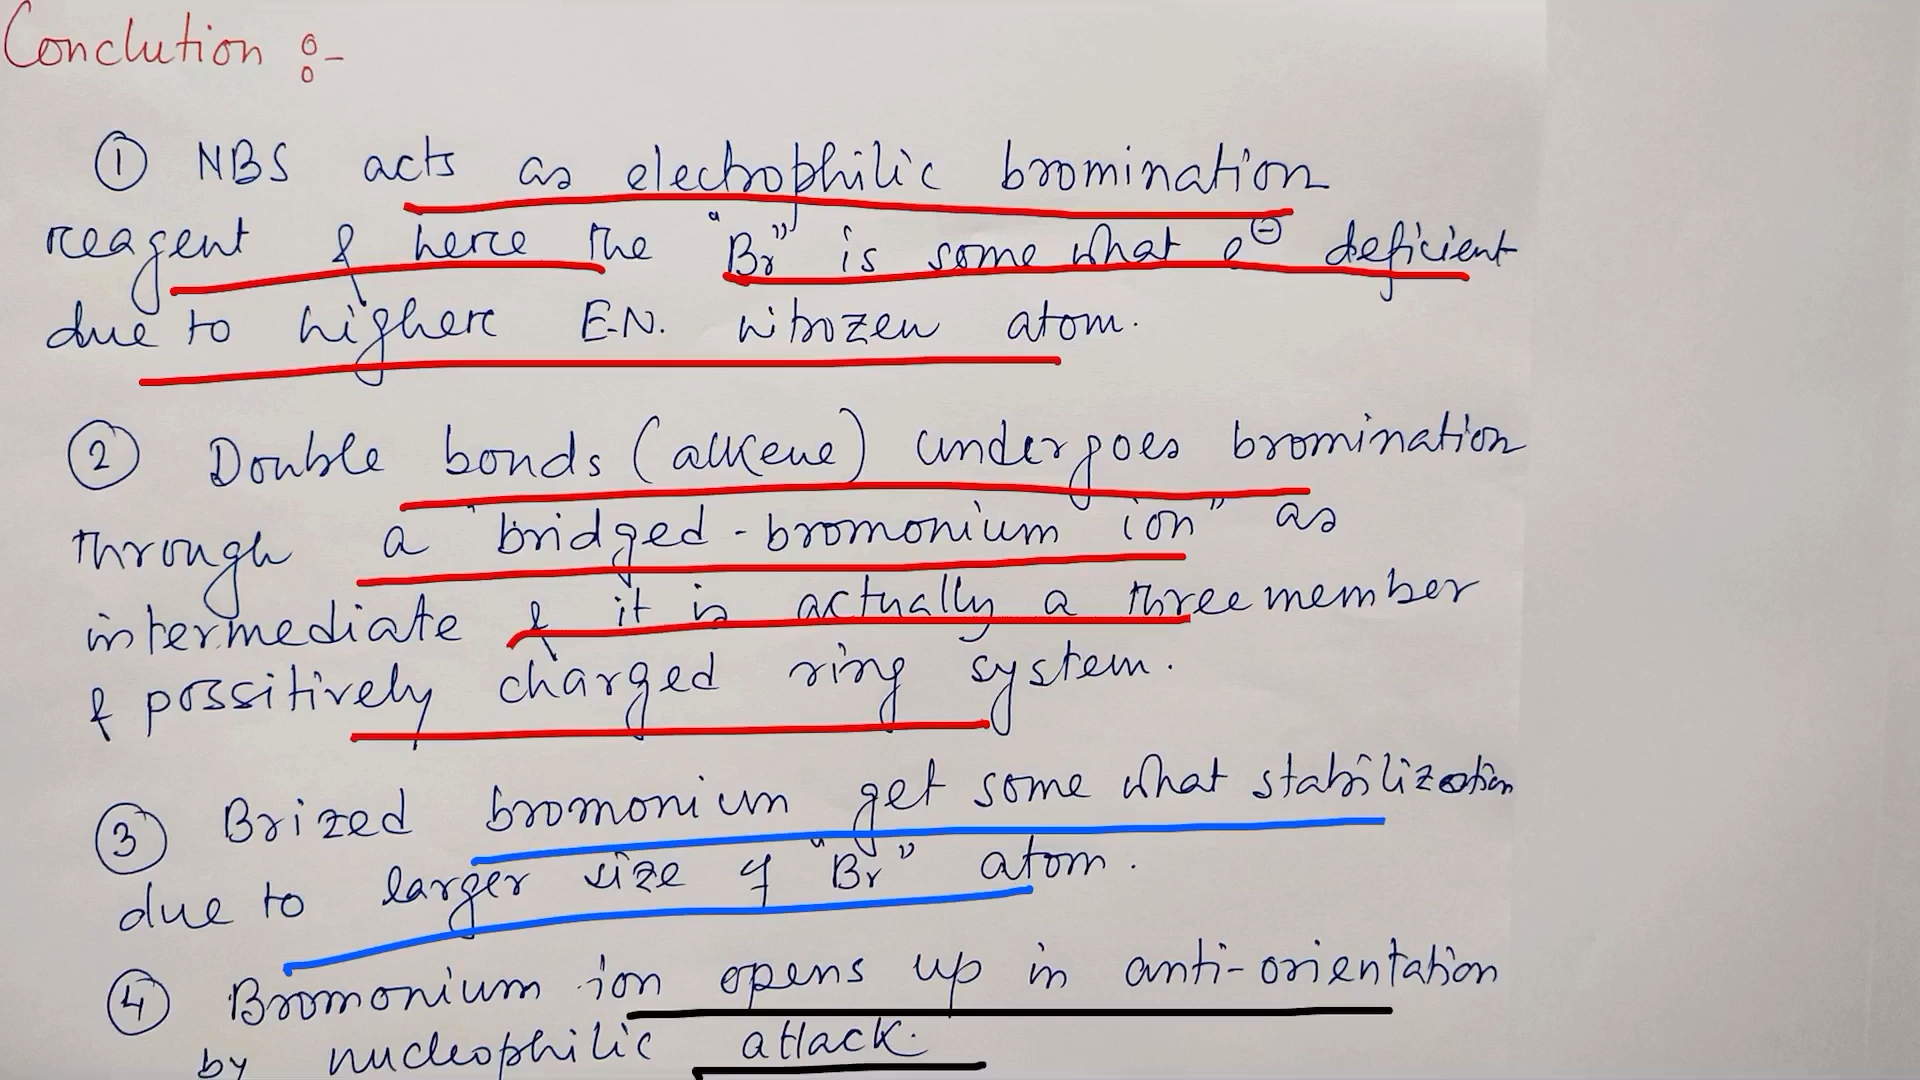 Conclution :-
① NBS acts as electrophilic bromination
reagent & here the "Br" is some what e⊖ deficient
due to higher E.N. nitrozen atom.
② Double bonds (alkene) undergoes bromination
through a "bridged-bromonium ion" as
intermediate & it is actually a three member
& possitively charged ring system.
③ Brized bromonium get some what stabilization
due to larger size of "Br" atom.
④ Bromonium ion opens up in anti-orientation
by nucleophilic attack.